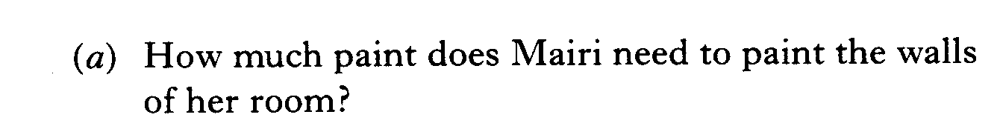 (a) How much paint does Mairi need to paint the walls
of her room?